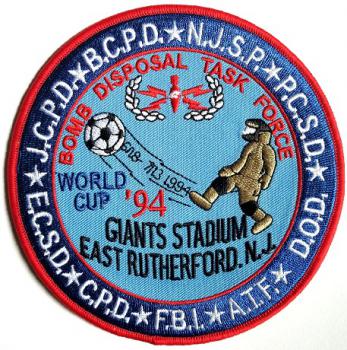 J.C.P.D.★B.C.P.D.★N.J.S.P.★P.C.S.D.★
BOMB DISPOSAL TASK FORCE
WORLD
CUP '94
GIANTS STADIUM
EAST RUTHERFORD. N.J.
E.C.S.D.★C.P.D.★F.B.I.★A.T.F.★D.O.D.